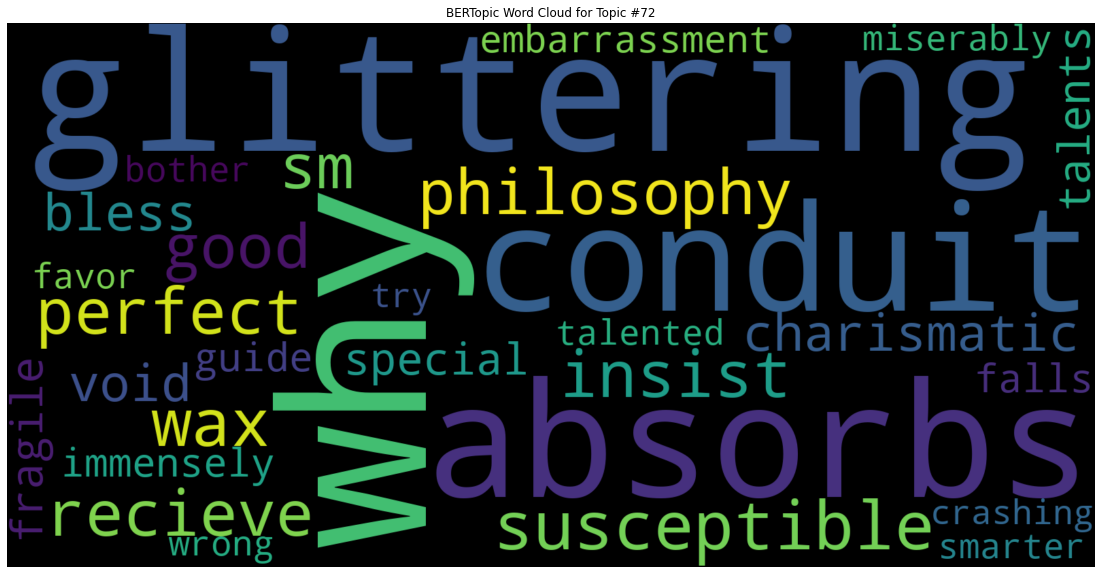 BERTopic Word Cloud for Topic #72
embarrassment
miserably
glittering
talents
bother
sm
philosophy
bless
why
conduit
good
favor
try
perfect
talented
charismatic
guide
special
insist
void
falls
fragile
wax
absorbs
immensely
recieve
susceptible
crashing
wrong
smarter